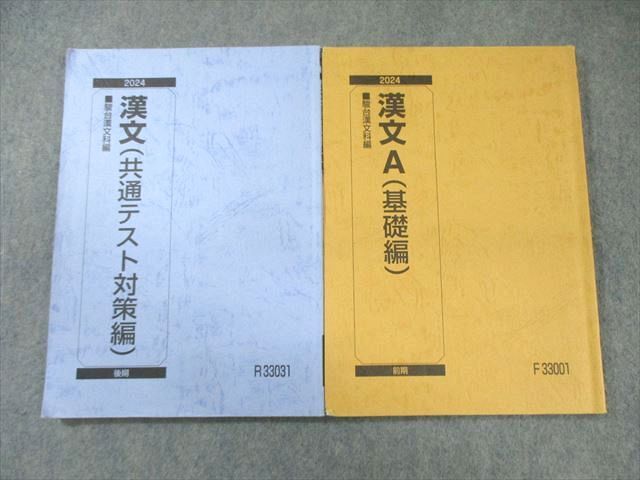 2024
漢文(共通テスト対策編)
■駿台漢文科編
後期
R33031
2024
漢文A(基礎編)
■駿台漢文科編
前期
F33001